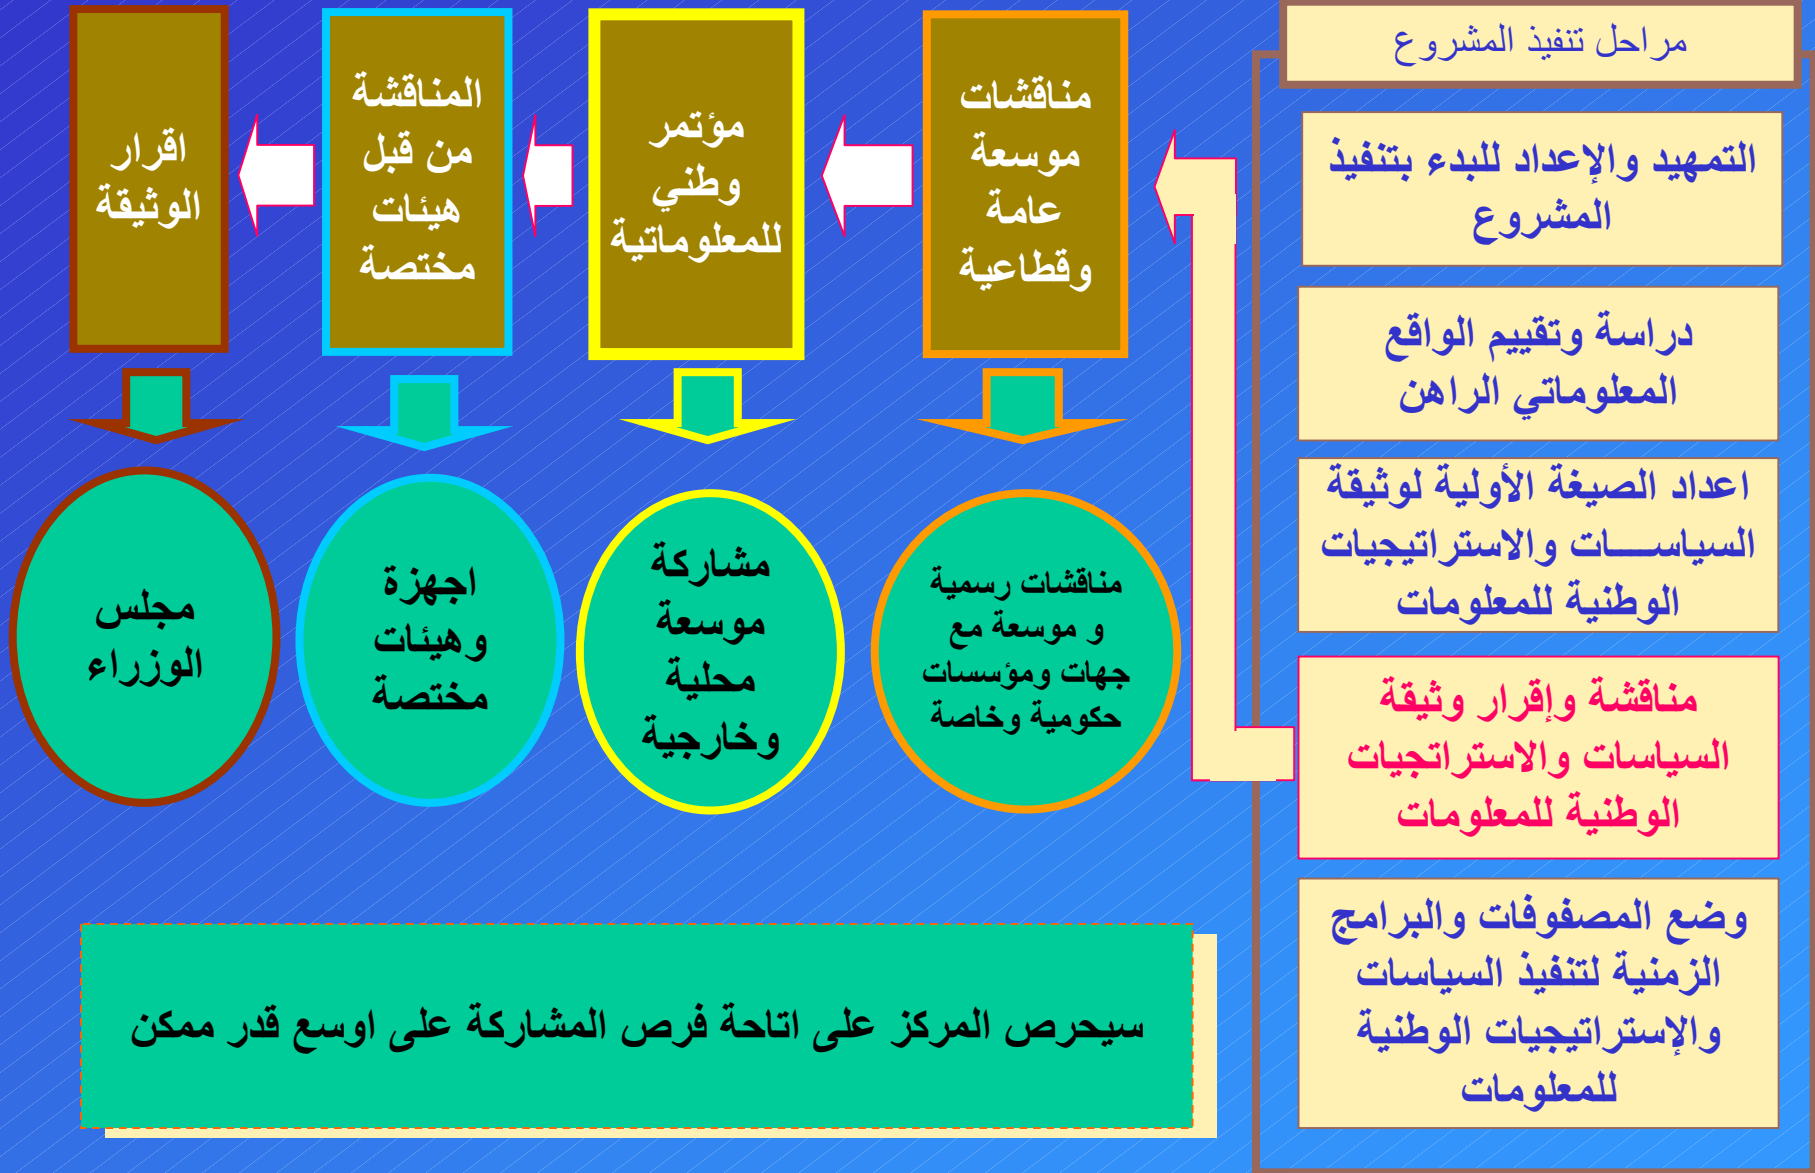 مراحل تنفيذ المشروع
التمهيد والإعداد للبدء بتنفيذ
المشروع
دراسة وتقييم الواقع
المعلوماتي الراهن
اعداد الصيغة الأولية لوثيقة
السياســـات والاستراتيجيات
الوطنية للمعلومات
مناقشة وإقرار وثيقة
السياسات والاستراتجيات
الوطنية للمعلومات
وضع المصفوفات والبرامج
الزمنية لتنفيذ السياسات
والإستراتيجيات الوطنية
للمعلومات
مناقشات
موسعة
عامة
وقطاعية
مؤتمر
وطني
للمعلوماتية
المناقشة
من قبل
هيئات
مختصة
اقرار
الوثيقة
مناقشات رسمية
و موسعة مع
جهات ومؤسسات
حكومية وخاصة
مشاركة
موسعة
محلية
وخارجية
اجهزة
وهيئات
مختصة
مجلس
الوزراء
سيحرص المركز على اتاحة فرص المشاركة على اوسع قدر ممكن